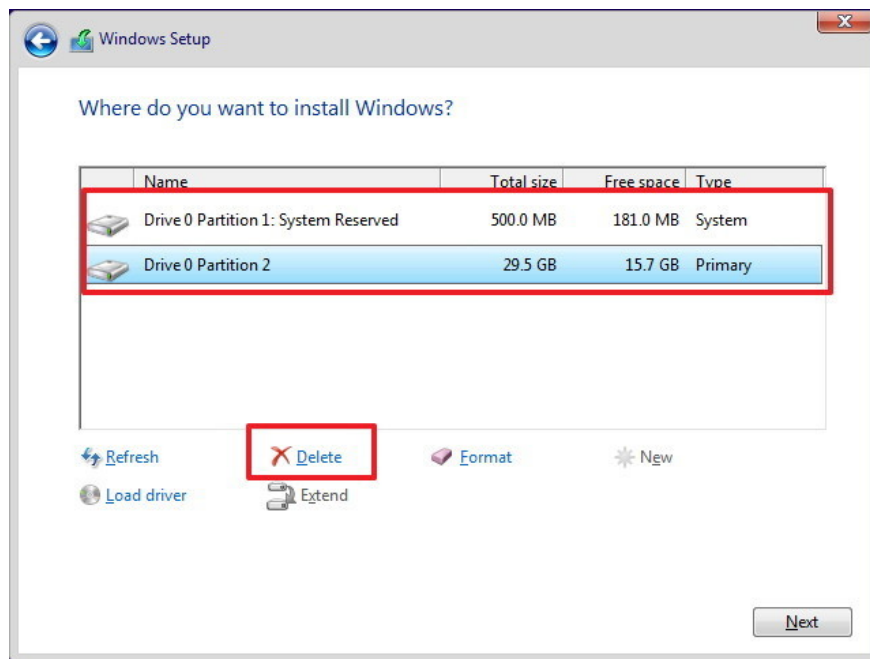 Windows Setup
Where do you want to install Windows?
Name Total size Free space Type
Drive 0 Partition 1: System Reserved 500.0 MB 181.0 MB System
Drive 0 Partition 2 29.5 GB 15.7 GB Primary
Refresh Delete Format New
Load driver Extend
Next